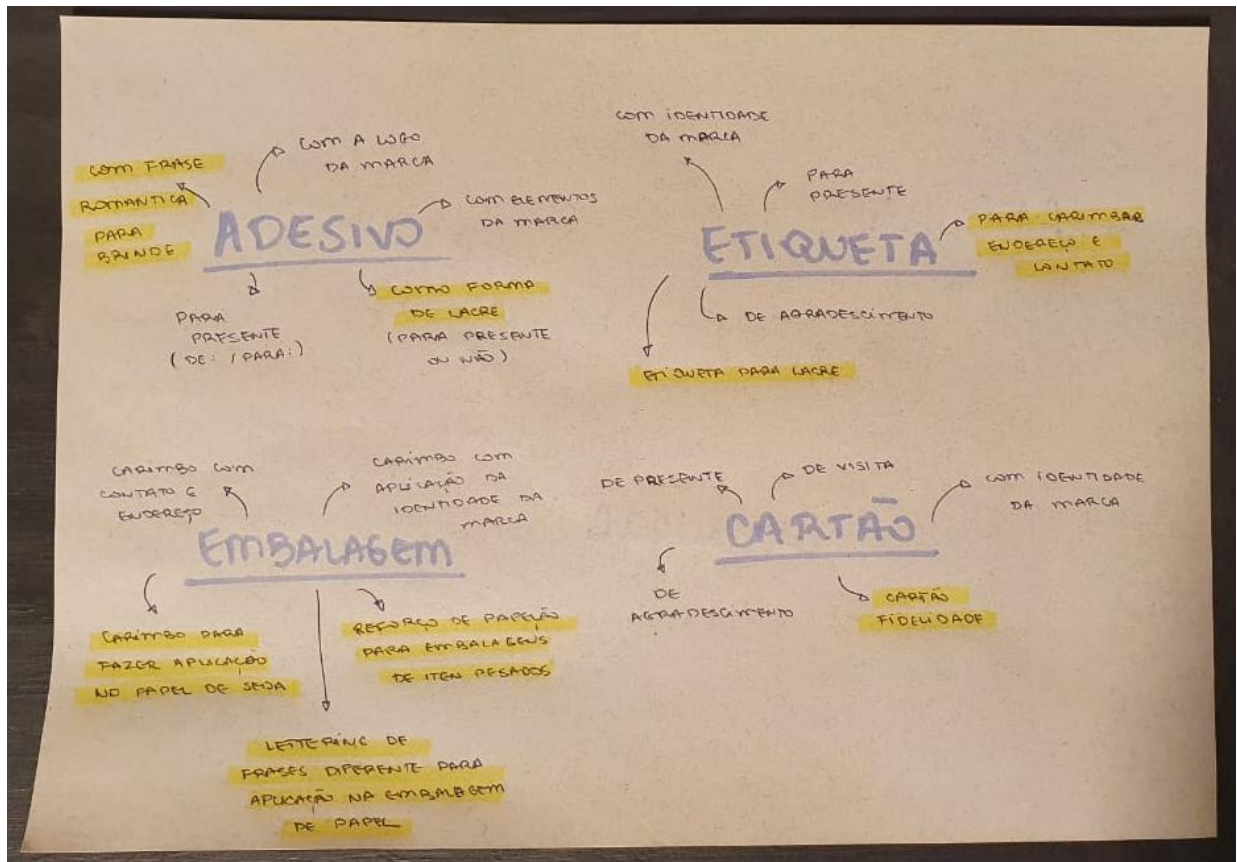 COM FRASE
ROMANTICA
PARA
BRINDE
COM A LOGO
DA MARCA
COM ELEMENTOS
DA MARCA
ADESIVO
PARA
PRESENTE
( DE: / PARA: )
COMO FORMA
DE LACRE
( PARA PRESENTE
OU NÃO )
COM IDENTIDADE
DA MARCA
PARA
PRESENTE
PARA CARIMBAR
ENDEREÇO E
CONTATO
ETIQUETA
DE AGRADESCIMENTO
ETIQUETA PARA LACRE
CARIMBO COM
CONTATO E
ENDEREÇO
CARIMBO COM
APLICAÇÃO DA
IDENTIDADE DA
MARCA
EMBALAGEM
CARIMBO PARA
FAZER APLICAÇÃO
NO PAPEL DE SEDA
REFORÇO DE PAPELÃO
PARA EMBALAGENS
DE ITEN PESADOS
LETTERING DE
FRASES DIFERENTE PARA
APLICAÇÃO NA EMBALAGEM
DE PAPEL
DE PRESENTE
DE VISITA
COM IDENTIDADE
DA MARCA
CARTÃO
DE
AGRADESCIMENTO
CARTÃO
FIDELIDADE